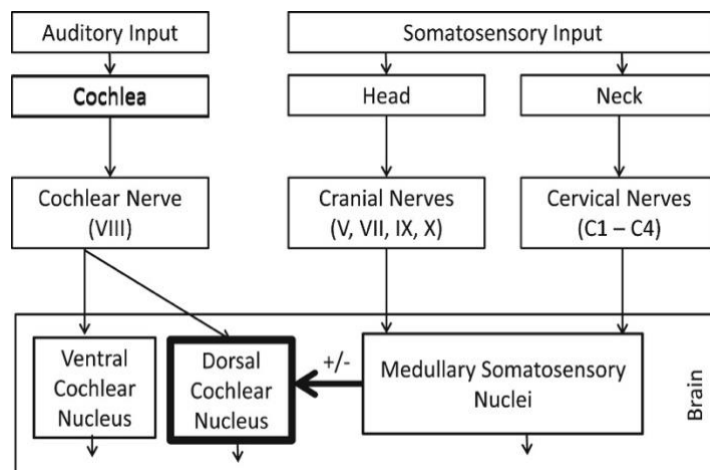 Auditory Input
Somatosensory Input
Cochlea
Head
Neck
Cochlear Nerve
(VIII)
Cranial Nerves
(V, VII, IX, X)
Cervical Nerves
(C1 – C4)
Ventral
Cochlear
Nucleus
Dorsal
Cochlear
Nucleus
+/-
Medullary Somatosensory
Nuclei
Brain